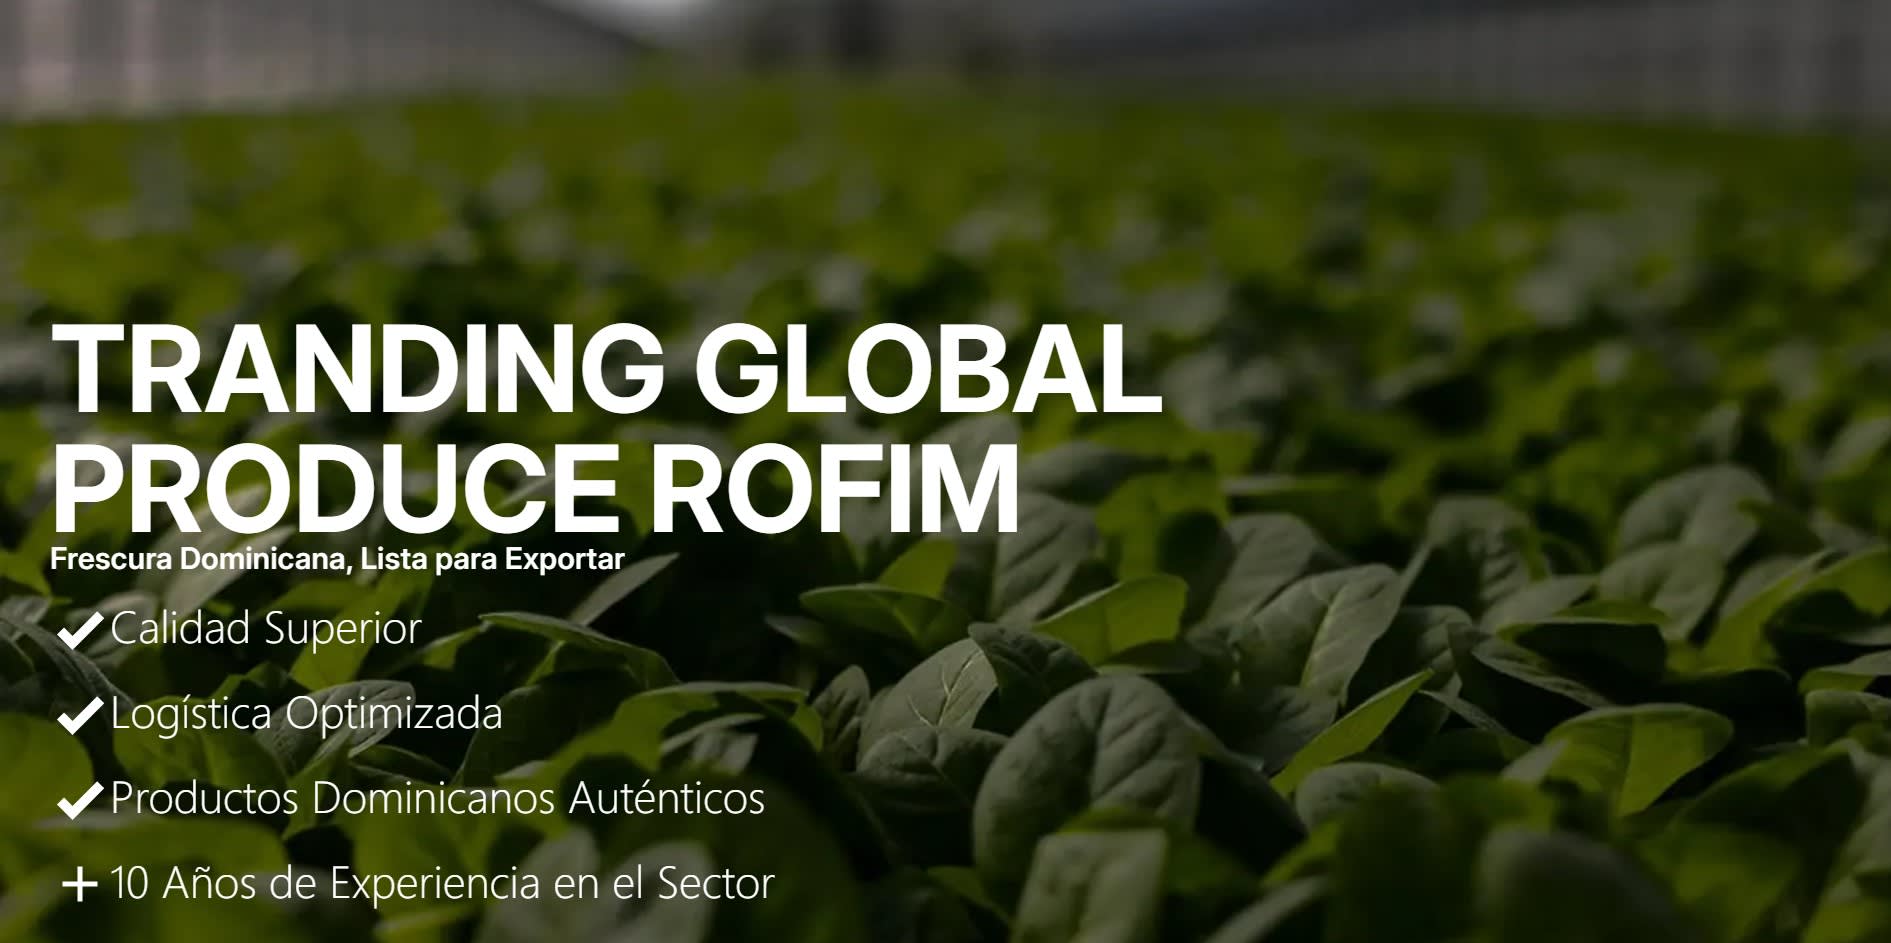 TRANDING GLOBAL
PRODUCE ROFIM
Frescura Dominicana, Lista para Exportar
✔Calidad Superior
✔Logística Optimizada
✔Productos Dominicanos Auténticos
+ 10 Años de Experiencia en el Sector